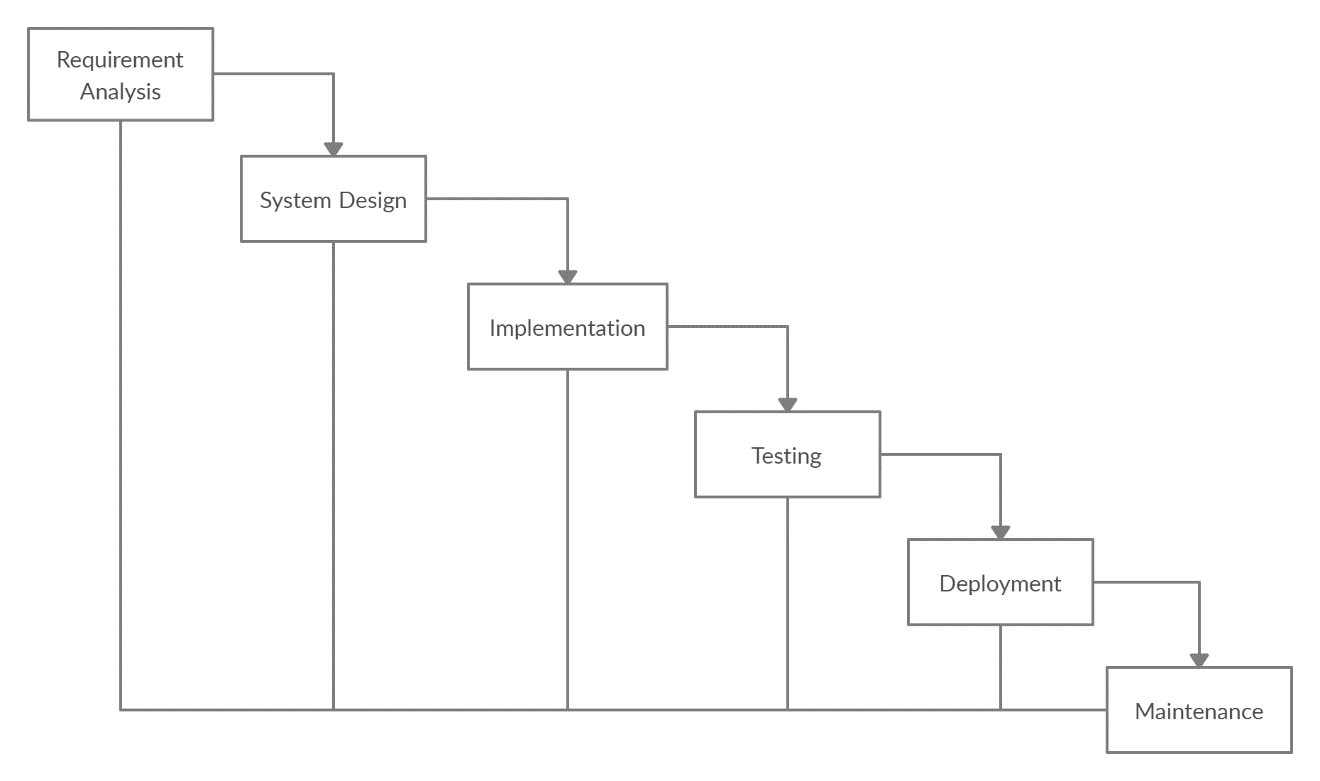 Requirement
Analysis
System Design
Implementation
Testing
Deployment
Maintenance